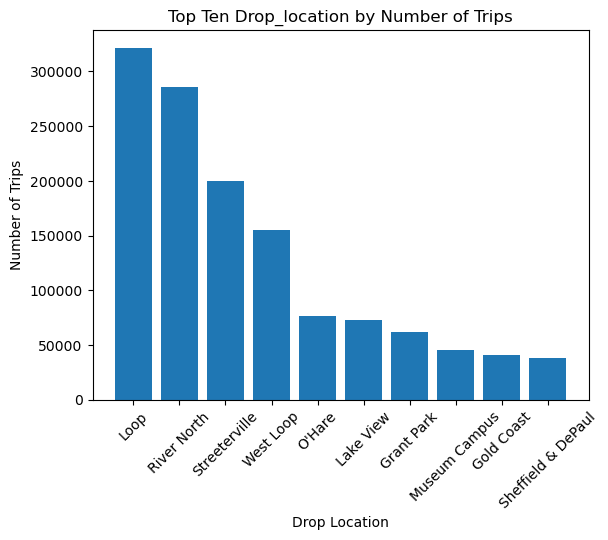 Top Ten Drop_location by Number of Trips
Number of Trips
300000
250000
200000
150000
100000
50000
0
Loop
River North
Streeterville
West Loop
O'Hare
Lake View
Grant Park
Museum Campus
Gold Coast
Sheffield & DePaul
Drop Location